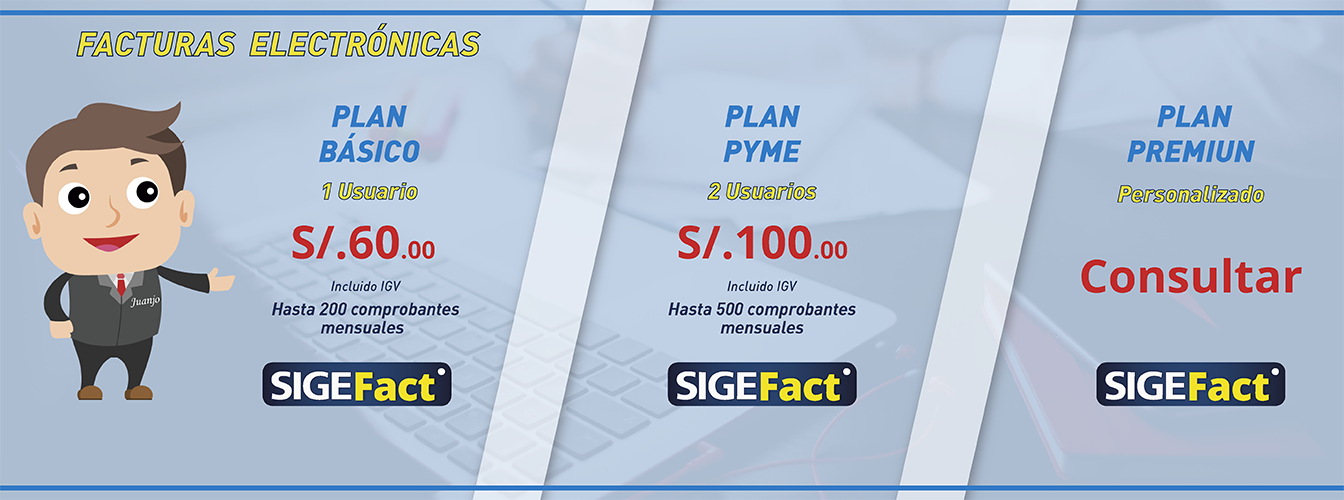 FACTURAS ELECTRÓNICAS
PLAN
BÁSICO
1 Usuario
S/.60.00
Incluido IGV
Hasta 200 comprobantes
mensuales
SIGEFact
Juanjo
PLAN
PYME
2 Usuarios
S/.100.00
Incluido IGV
Hasta 500 comprobantes
mensuales
SIGEFact
PLAN
PREMIUN
Personalizado
Consultar
SIGEFact